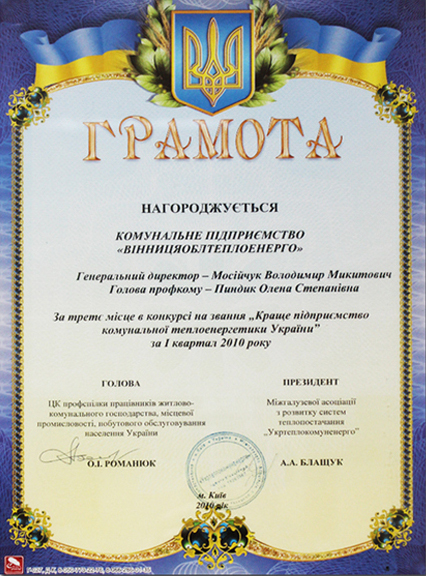 ГРАМОТА
НАГОРОДЖУЄТЬСЯ
КОМУНАЛЬНЕ ПІДПРИЄМСТВО
«ВІННИЦЯОБЛТЕПЛОЕНЕРГО»
Генеральний директор – Мосійчук Володимир Микитович
Голова профкому – Пиндик Олена Степанівна
За третє місце в конкурсі на звання „Краще підприємство
комунальної теплоенергетики України”
за I квартал 2010 року
ГОЛОВА
ЦК профспілки працівників житлово-
комунального господарства, місцевої
промисловості, побутового обслуговування
населення України
О.І. РОМАНЮК
ПРЕЗИДЕНТ
Міжгалузевої асоціації
з розвитку систем
теплопостачання
„Укртеплокомуненерго”
А.А. БЛАЩУК
м. Київ
2010 рік